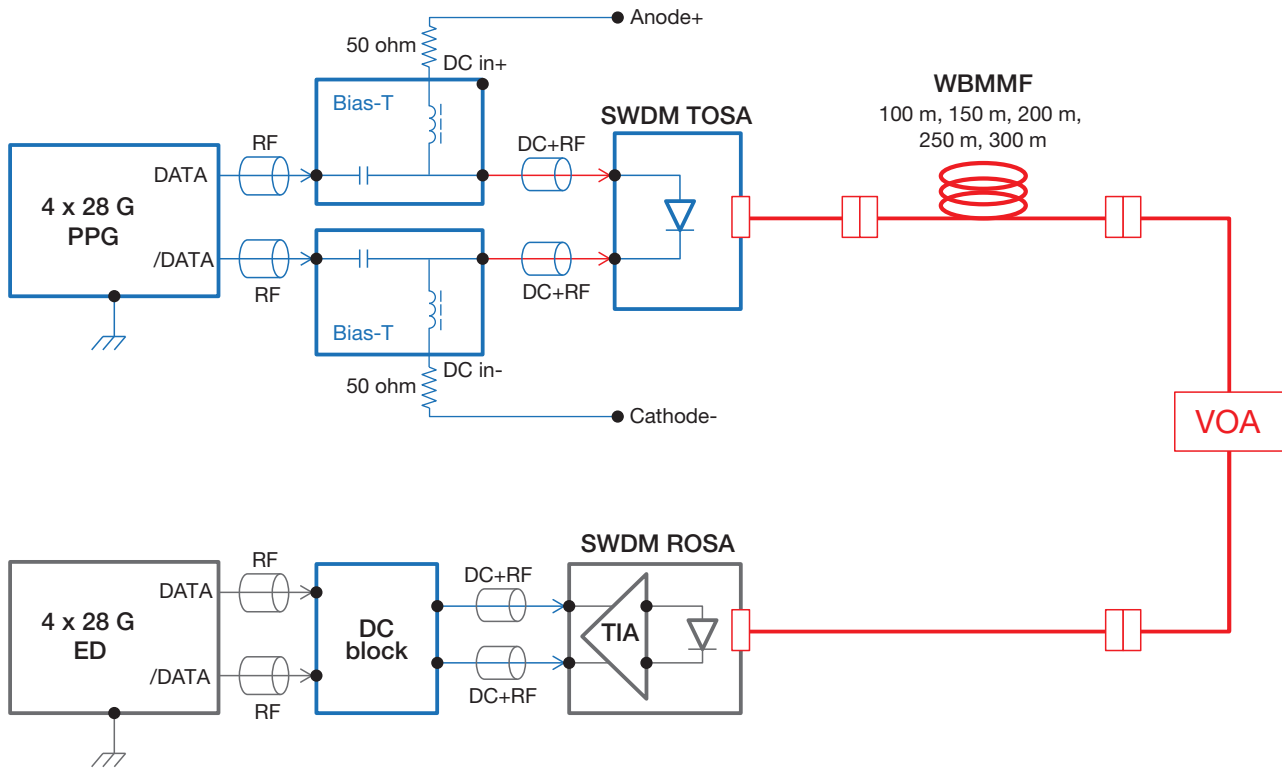 Anode+
50 ohm
DC in+
Bias-T
RF
DATA
4 x 28 G
PPG
/DATA
RF
DC+RF
DC+RF
SWDM TOSA
WBMMF
100 m, 150 m, 200 m,
250 m, 300 m
Bias-T
DC in-
50 ohm
Cathode-
VOA
SWDM ROSA
RF
DATA
4 x 28 G
ED
/DATA
RF
DC
block
DC+RF
DC+RF
TIA